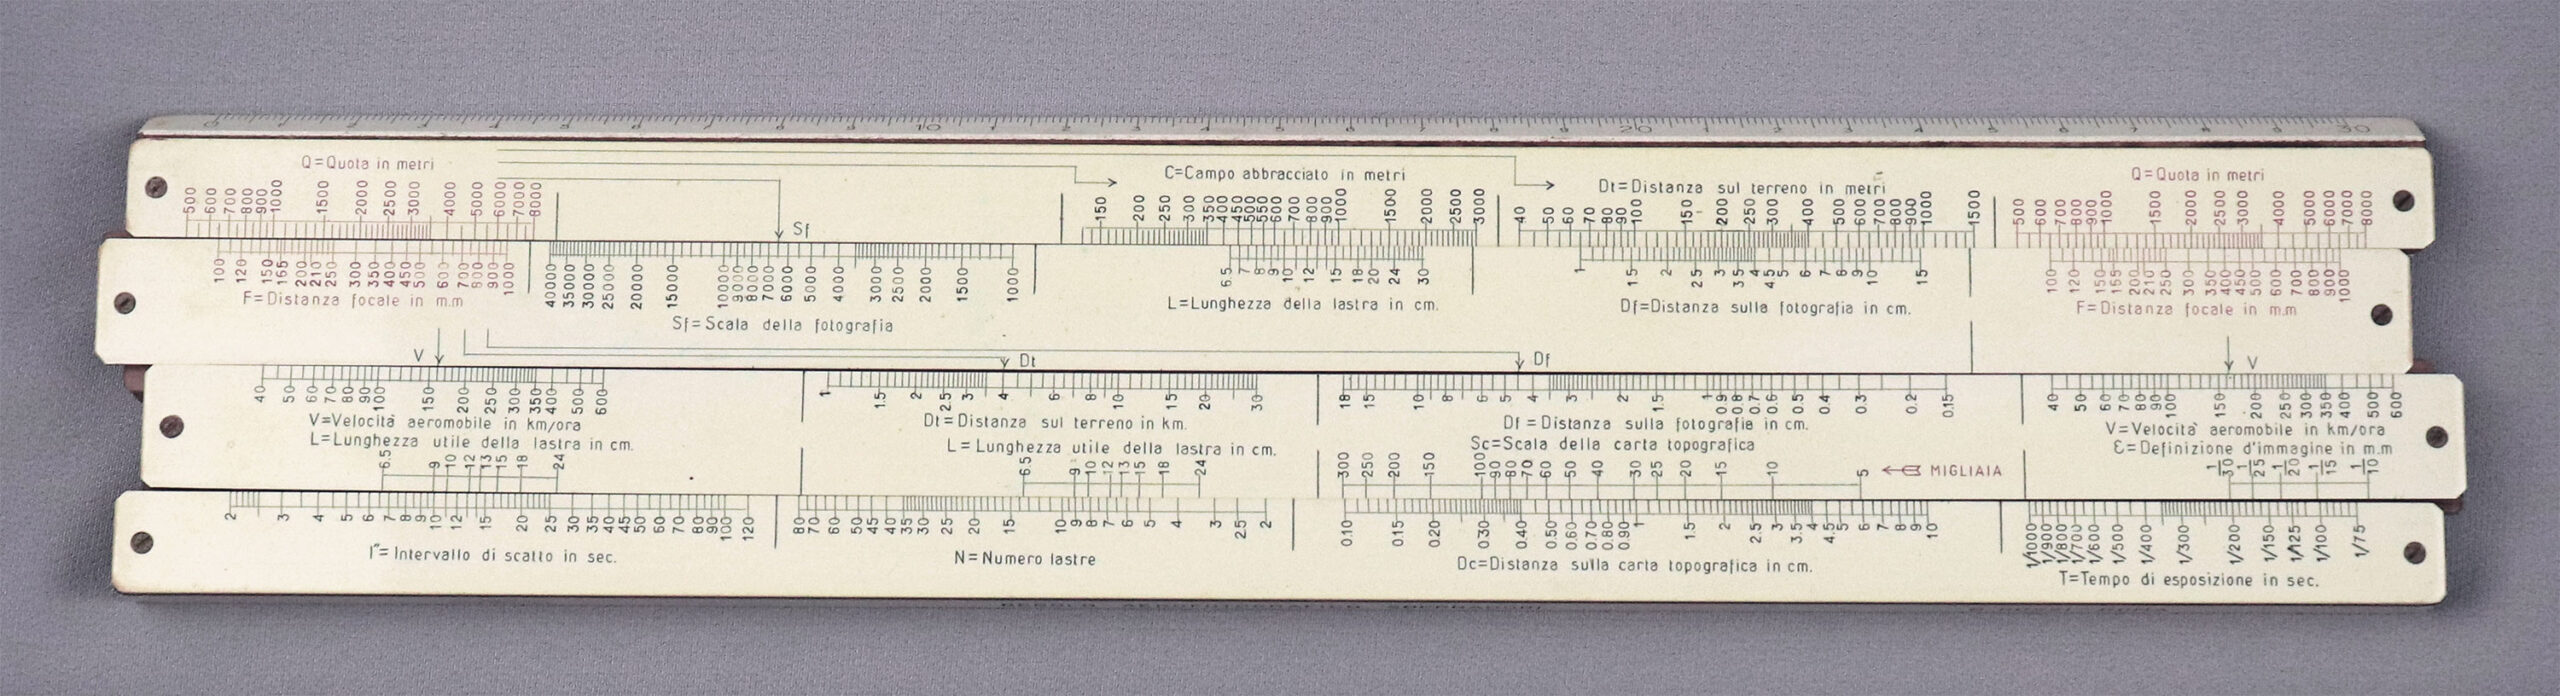 10 20 30
Q=Quota in metri
500 600 700 800 900 1000 1500 2000 2500 3000 4000 5000 6000 7000 8000
Sf
C=Campo abbracciato in metri
150 200 250 300 350 400 450 500 550 600 700 800 900 1000 1500 2000 2500 3000
Dt=Distanza sul terreno in metri
40 50 60 70 80 90 100 150 200 250 300 400 500 600 700 800 900 1000 1500
Q=Quota in metri
500 600 700 800 900 1000 1500 2000 2500 3000 4000 5000 6000 7000 8000
100 120 150 165 200 210 250 300 350 400 450 500 600 700 800 900 1000
F=Distanza focale in m.m
40000 35000 30000 25000 20000 15000 10000 9000 8000 7000 6000 5000 4000 3000 2500 2000 1500 1000
Sf=Scala della fotografia
6.5 7 8 9 10 12 15 18 20 24 30
L=Lunghezza della lastra in cm.
1 1.5 2 2.5 3 3.5 4 4.5 5 6 7 8 9 10 15
Df=Distanza sulla fotografia in cm.
100 120 150 165 200 210 250 300 350 400 450 500 600 700 800 900 1000
F=Distanza focale in m.m
V
Dt
Df
V
40 50 60 70 80 90 100 150 200 250 300 350 400 500 600
V=Velocità aeromobile in km/ora
L=Lunghezza utile della lastra in cm.
6.5 9 10 12 13 15 18 24
1 1.5 2 2.5 3 4 6 8 10 15 20 30
Dt=Distanza sul terreno in km.
L=Lunghezza utile della lastra in cm.
6.5 9 10 12 13 15 18 24
18 15 10 8 6 5 4 3 2 1.5 1 0.9 0.8 0.7 0.6 0.5 0.4 0.3 0.2 0.15
Df=Distanza sulla fotografia in cm.
Sc=Scala della carta topografica
300 250 200 150 100 90 80 70 60 50 40 30 25 20 15 10 5 MIGLIAIA
40 50 60 70 80 90 100 150 200 250 300 350 400 500 600
V=Velocità aeromobile in km/ora
Ɛ=Definizione d'immagine in m.m
1/30 1/25 1/20 1/15 1/10
2 3 4 5 6 7 8 9 10 12 15 20 25 30 35 40 45 50 60 70 80 90 100 120
I"=Intervallo di scatto in sec.
80 70 60 50 45 40 35 30 25 20 15 10 9 8 7 6 5 4 3 2.5 2
N=Numero lastre
0.10 0.15 0.20 0.30 0.40 0.50 0.60 0.70 0.80 0.90 1 1.5 2 2.5 3 3.5 4 4.5 5 6 7 8 9 10
Dc=Distanza sulla carta topografica in cm.
1/1000 1/900 1/800 1/700 1/600 1/500 1/400 1/300 1/200 1/150 1/125 1/100 1/75
T=Tempo di esposizione in sec.